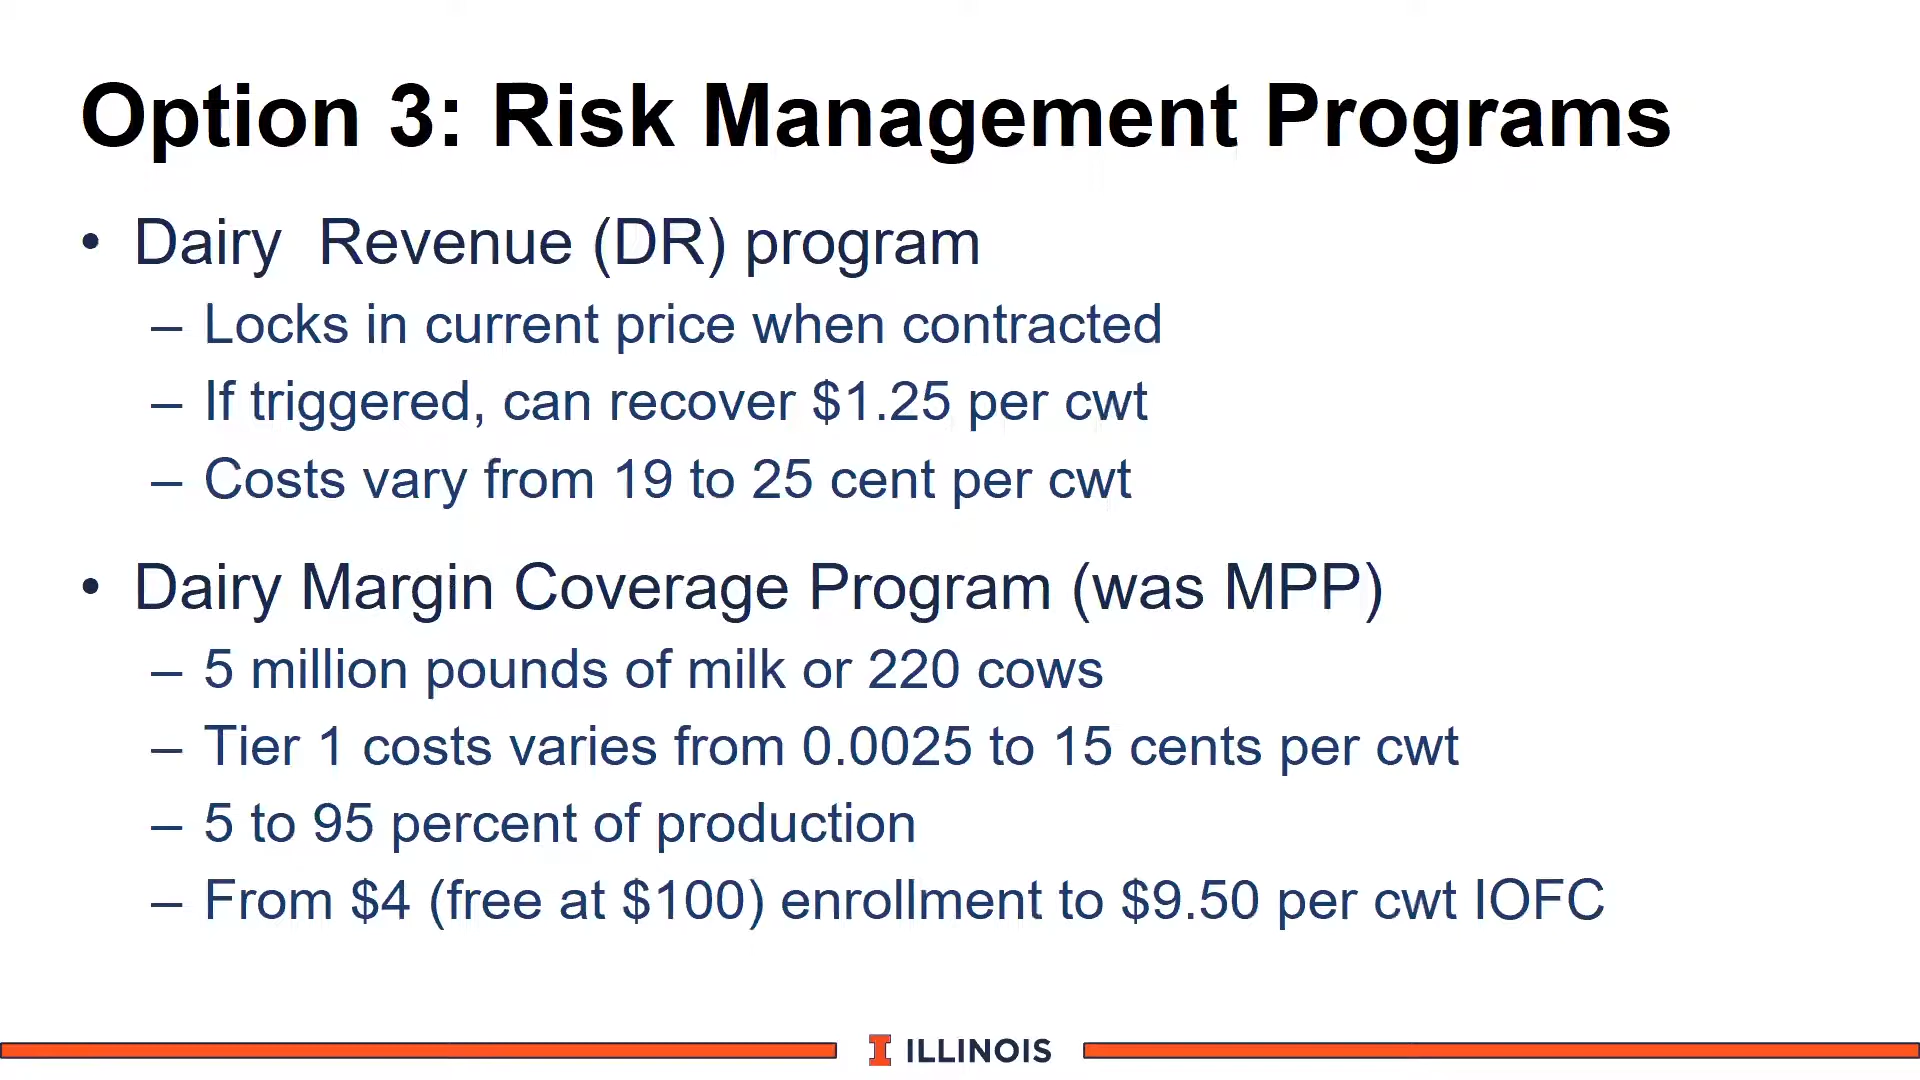 Option 3: Risk Management Programs
• Dairy  Revenue (DR) program
– Locks in current price when contracted
– If triggered, can recover $1.25 per cwt
– Costs vary from 19 to 25 cent per cwt
• Dairy Margin Coverage Program (was MPP)
– 5 million pounds of milk or 220 cows
– Tier 1 costs varies from 0.0025 to 15 cents per cwt
– 5 to 95 percent of production
– From $4 (free at $100) enrollment to $9.50 per cwt IOFC
I ILLINOIS